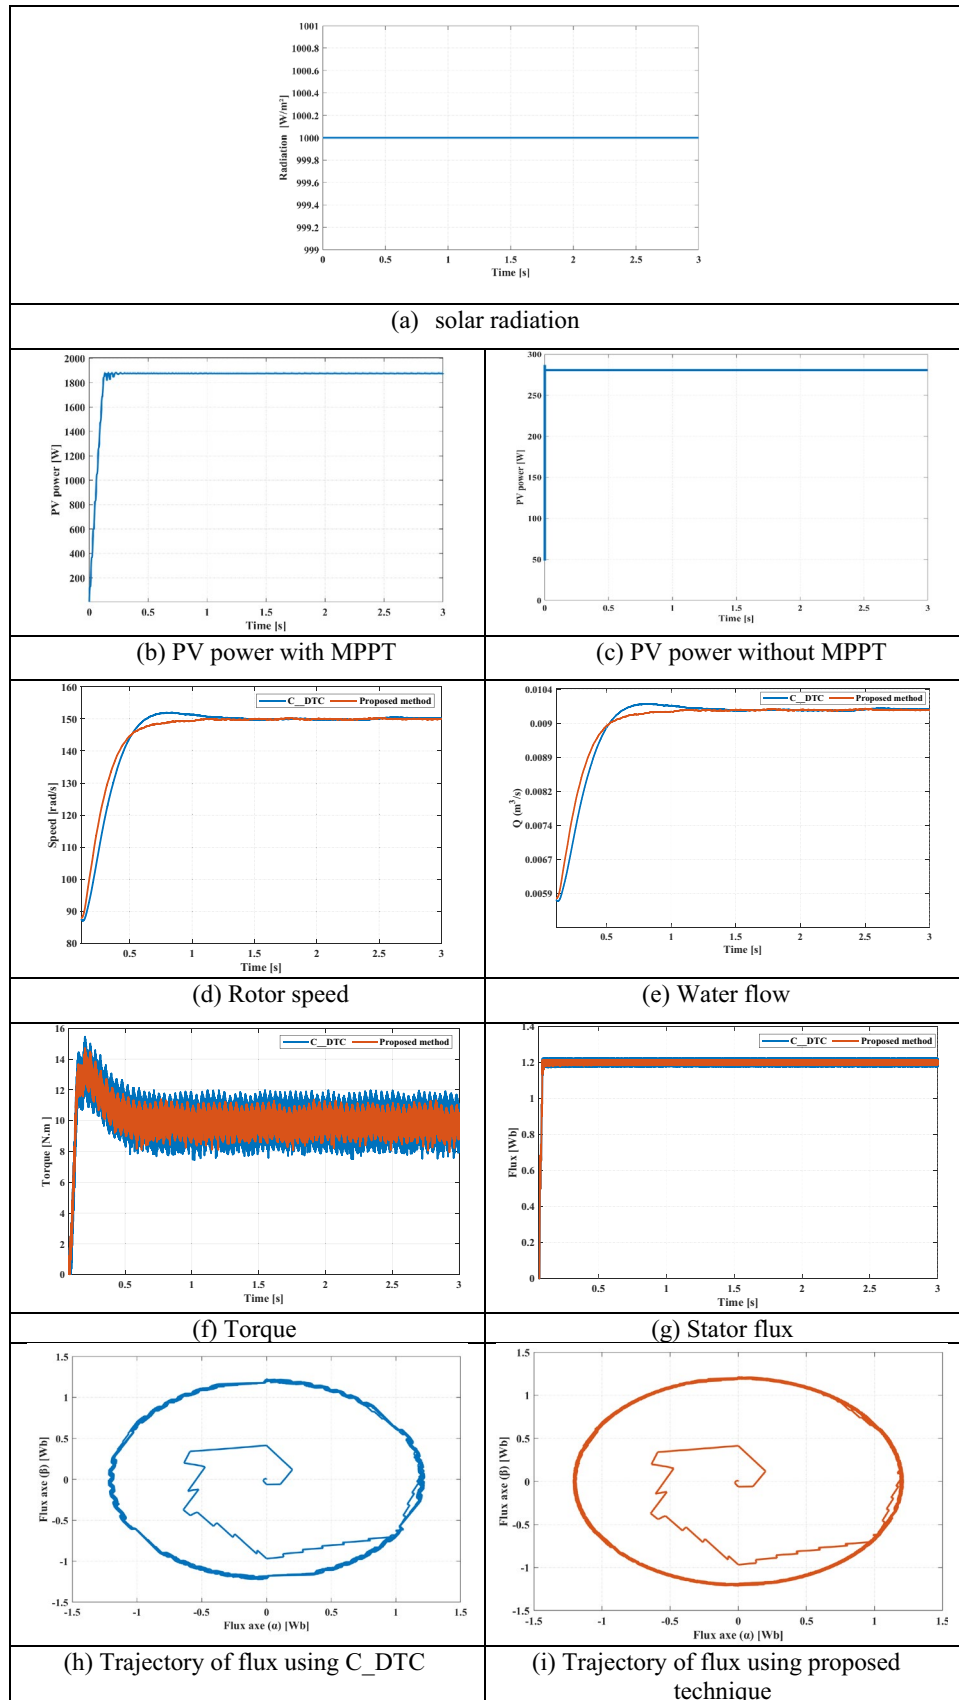 1001
1000.8
1000.6
1000.4
1000.2
1000
999.8
999.6
999.4
999.2
999
Radiation [W/m²]
0 0.5 1 1.5 2 2.5 3
Time [s]
(a) solar radiation
2000
1800
1600
1400
1200
1000
800
600
400
200
PV power [W]
0 0.5 1 1.5 2 2.5 3
Time [s]
300
250
200
150
100
50
0
PV power [W]
0 0.5 1 1.5 2 2.5 3
Time [s]
(b) PV power with MPPT
(c) PV power without MPPT
160
150
140
130
120
110
100
90
80
Speed [rad/s]
C__DTC Proposed method
0.5 1 1.5 2 2.5 3
Time [s]
0.0104
0.009
0.0089
0.0082
0.0074
0.0067
0.0059
Q (m³/s)
C__DTC Proposed method
0.5 1 1.5 2 2.5 3
Time [s]
(d) Rotor speed
(e) Water flow
16
14
12
10
8
6
4
2
0
Torque [N.m]
C__DTC Proposed method
0.5 1 1.5 2 2.5 3
Time [s]
1.4
1.2
1
0.8
0.6
0.4
0.2
0
Flux [Wb]
C__DTC Proposed method
0.5 1 1.5 2 2.5 3
Time [s]
(f) Torque
(g) Stator flux
1.5
1
0.5
0
-0.5
-1
-1.5
Flux axe (β) [Wb]
-1.5 -1 -0.5 0 0.5 1 1.5
Flux axe (α) [Wb]
1.5
1
0.5
0
-0.5
-1
-1.5
Flux axe (β) [Wb]
-1.5 -1 -0.5 0 0.5 1 1.5
Flux axe (α) [Wb]
(h) Trajectory of flux using C_DTC
(i) Trajectory of flux using proposed
technique